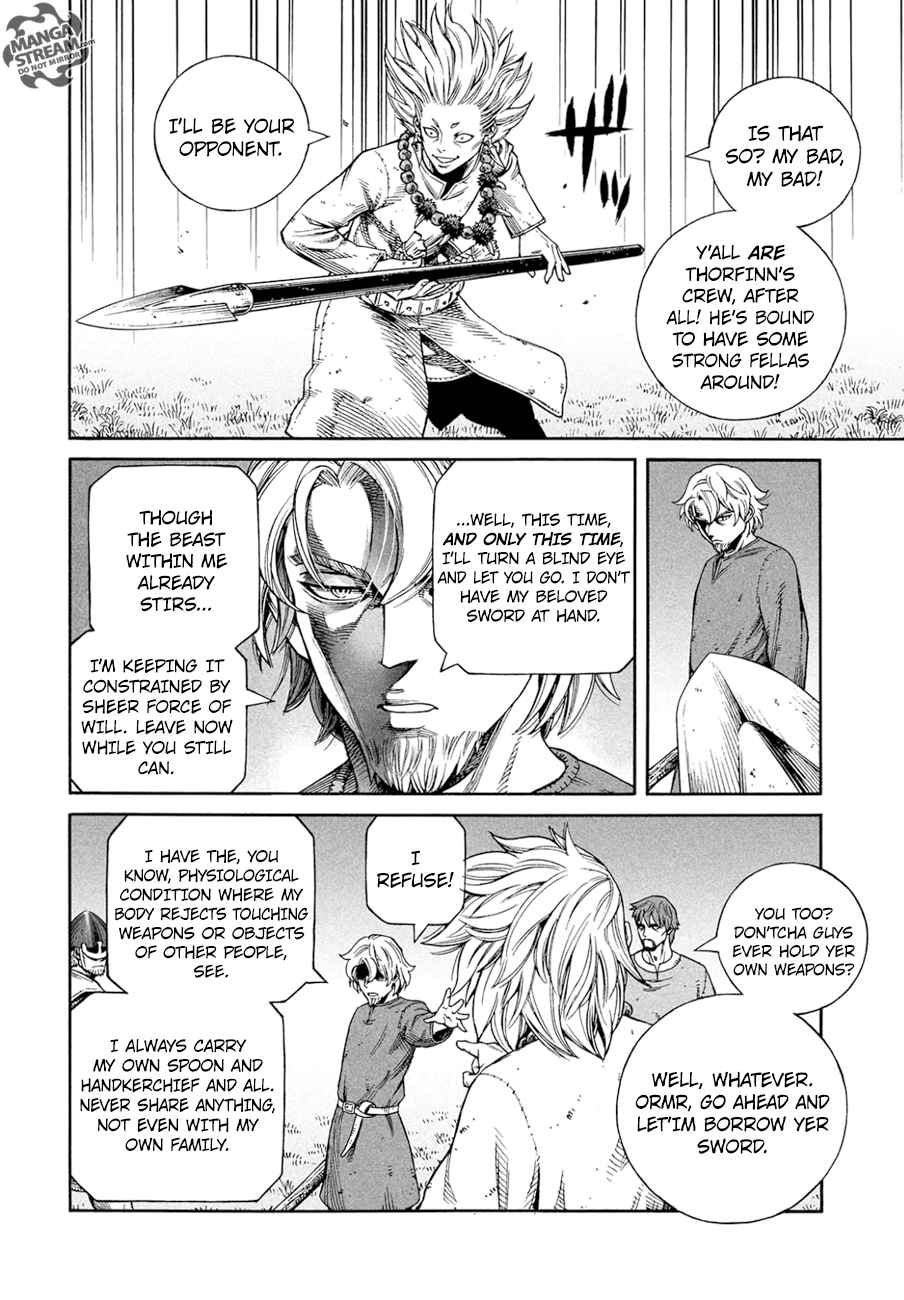 MANGA
STREAM.com
DO NOT MIRROR
IS THAT
SO? MY BAD,
MY BAD!
Y'ALL ARE
THORFINN'S
CREW, AFTER
ALL! HE'S BOUND
TO HAVE SOME
STRONG FELLAS
AROUND!
I'LL BE YOUR
OPPONENT.
...WELL, THIS TIME,
AND ONLY THIS TIME,
I'LL TURN A BLIND EYE
AND LET YOU GO. I DON'T
HAVE MY BELOVED
SWORD AT HAND.
THOUGH
THE BEAST
WITHIN ME
ALREADY
STIRS...
I'M KEEPING IT
CONSTRAINED BY
SHEER FORCE OF
WILL. LEAVE NOW
WHILE YOU STILL
CAN.
YOU TOO?
DON'TCHA GUYS
EVER HOLD YER
OWN WEAPONS?
WELL, WHATEVER.
ORMR, GO AHEAD AND
LET'IM BORROW YER
SWORD.
I
REFUSE!
I HAVE THE, YOU
KNOW, PHYSIOLOGICAL
CONDITION WHERE MY
BODY REJECTS TOUCHING
WEAPONS OR OBJECTS
OF OTHER PEOPLE,
SEE.
I ALWAYS CARRY
MY OWN SPOON AND
HANDKERCHIEF AND ALL.
NEVER SHARE ANYTHING,
NOT EVEN WITH MY
OWN FAMILY.